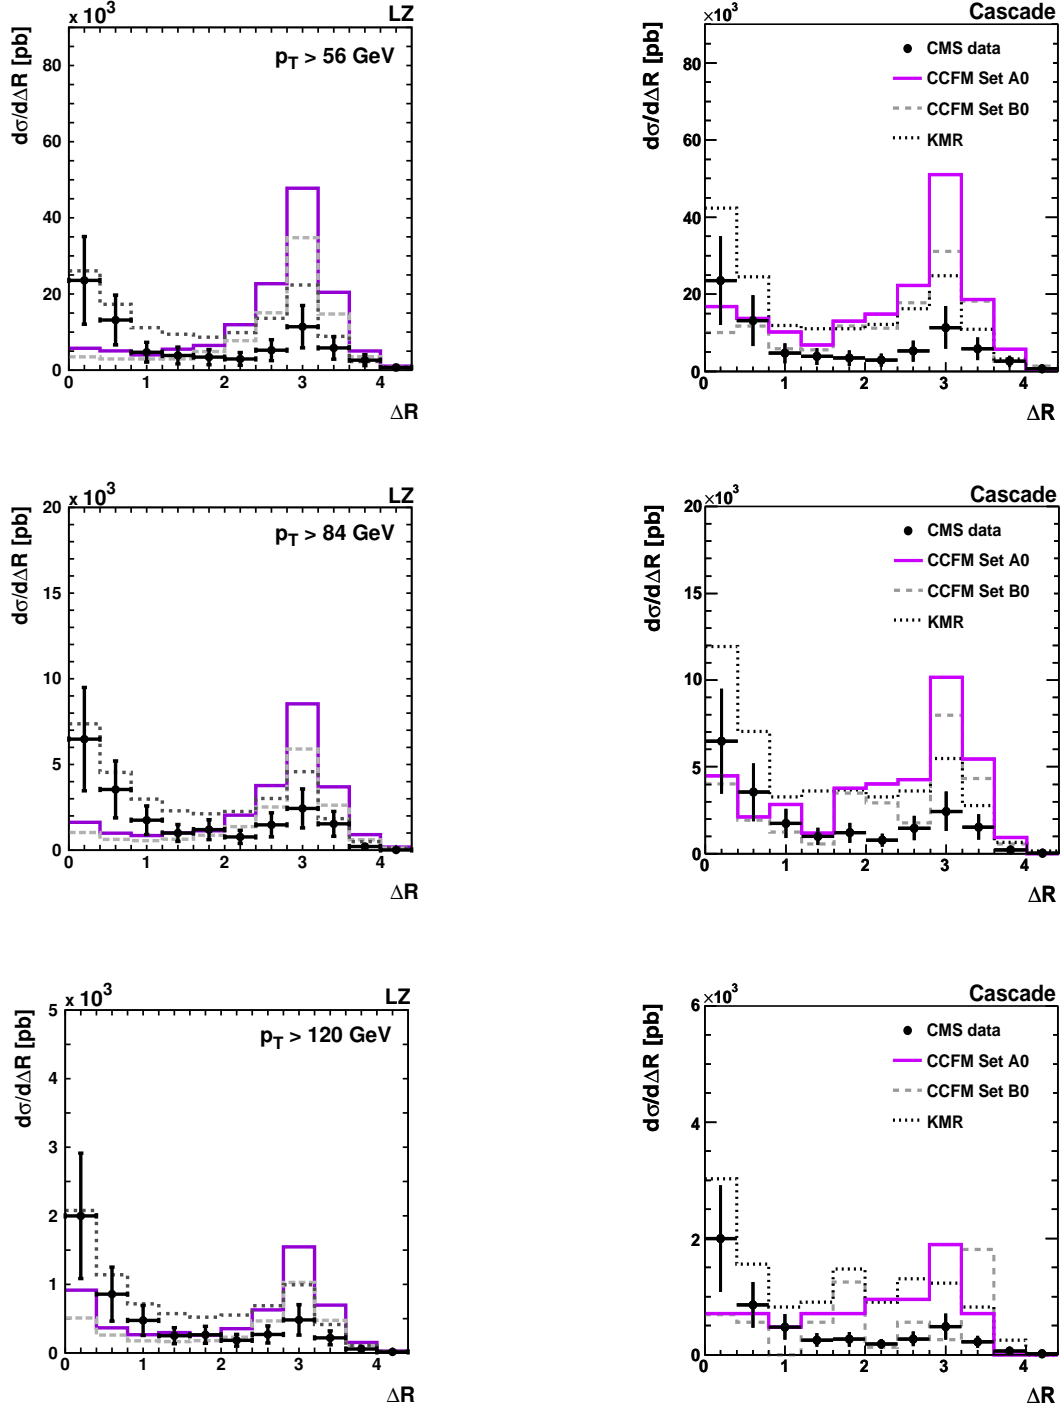 × 10³ LZ
p_T > 56 GeV
dσ/dΔR [pb]
80
60
40
20
0
0 1 2 3 4
ΔR
×10³ Cascade
CMS data
CCFM Set A0
CCFM Set B0
KMR
dσ/dΔR [pb]
80
60
40
20
0
0 1 2 3 4
ΔR
× 10³ LZ
p_T > 84 GeV
dσ/dΔR [pb]
20
15
10
5
0
0 1 2 3 4
ΔR
×10³ Cascade
CMS data
CCFM Set A0
CCFM Set B0
KMR
dσ/dΔR [pb]
20
15
10
5
0
0 1 2 3 4
ΔR
× 10³ LZ
p_T > 120 GeV
dσ/dΔR [pb]
5
4
3
2
1
0
0 1 2 3 4
ΔR
×10³ Cascade
CMS data
CCFM Set A0
CCFM Set B0
KMR
dσ/dΔR [pb]
6
4
2
0
0 1 2 3 4
ΔR